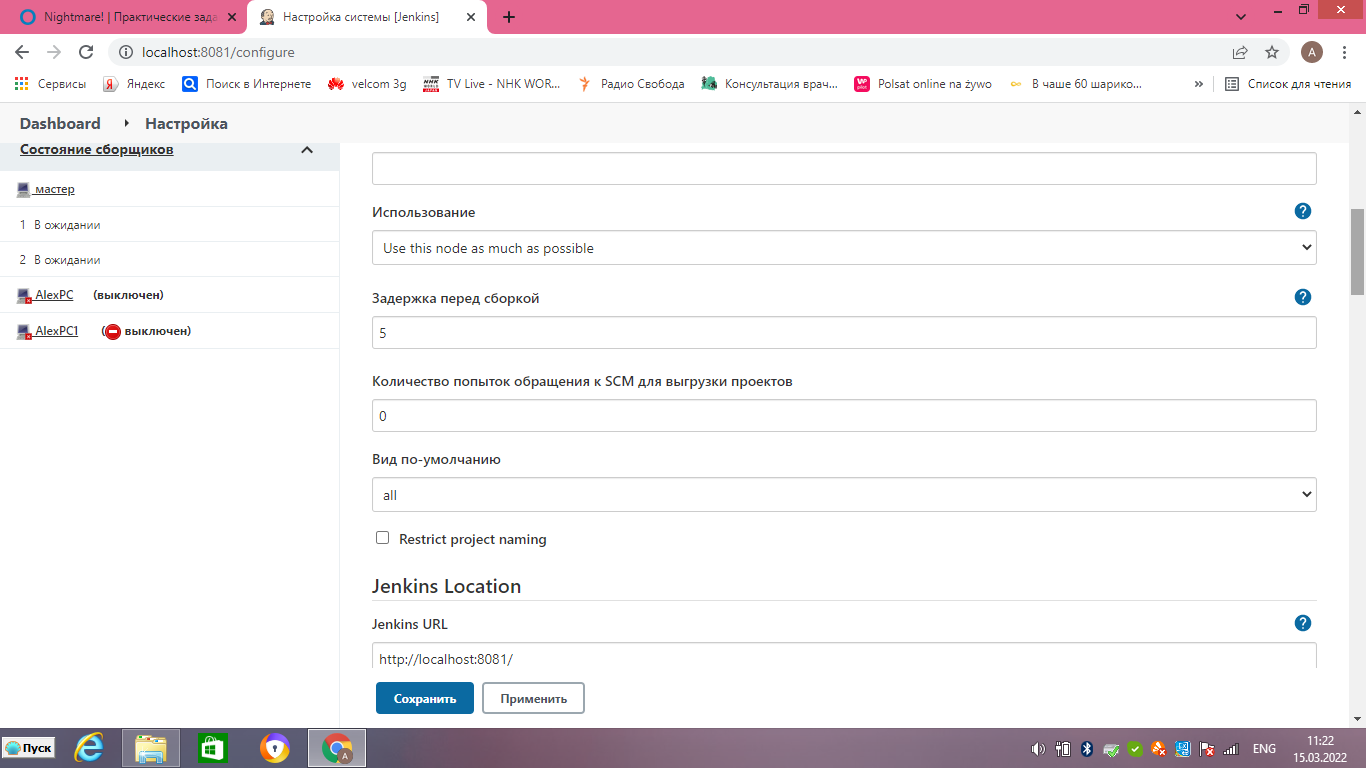 Nightmare! | Практические зада
Настройка системы [Jenkins]
localhost:8081/configure
A
Сервисы
Яндекс
Поиск в Интернете
velcom 3g
TV Live - NHK WOR...
Радио Свобода
Консультация врач...
Polsat online na żywo
В чаше 60 шарико...
»
Список для чтения
Dashboard
Настройка
Состояние сборщиков
мастер
1 В ожидании
2 В ожидании
AlexPC (выключен)
AlexPC1 ( выключен)
Использование
Use this node as much as possible
Задержка перед сборкой
5
Количество попыток обращения к SCM для выгрузки проектов
0
Вид по-умолчанию
all
Restrict project naming
Jenkins Location
Jenkins URL
http://localhost:8081/
Сохранить
Применить
Пуск
ENG
11:22
15.03.2022